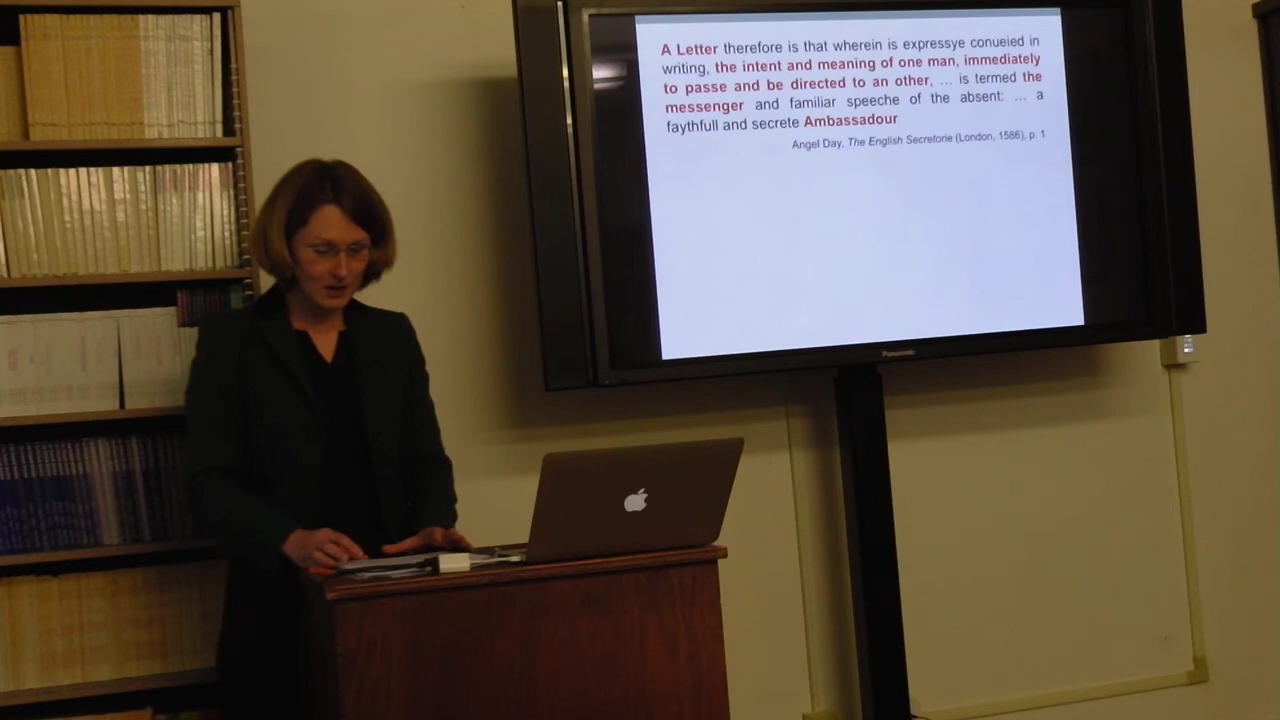 A Letter therefore is that wherein is expressye conueied in
writing, the intent and meaning of one man, immediately
to passe and be directed to an other, ... is termed the
messenger and familiar speeche of the absent: ... a
faythfull and secrete Ambassadour
Angel Day, The English Secretorie (London, 1586), p. 1
Panasonic